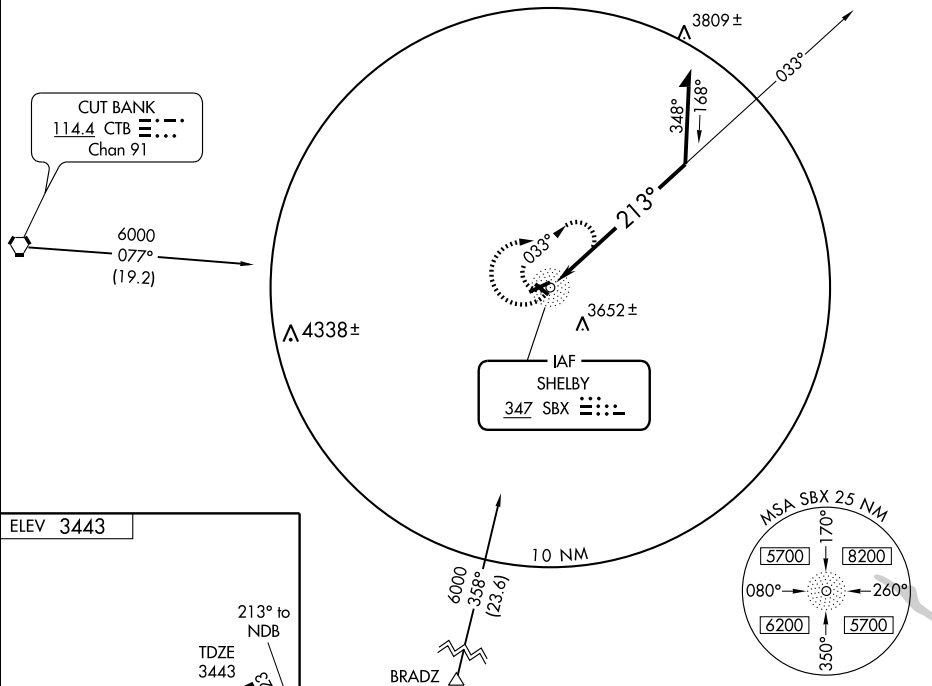 3809±
033°
CUT BANK
114.4 CTB
Chan 91
348°
168°
213°
6000
077°
(19.2)
033°
4338±
3652±
IAF
SHELBY
347 SBX
MSA SBX 25 NM
170°
5700
8200
080°
260°
6200
5700
350°
10 NM
6000
358°
(23.6)
BRADZ
ELEV 3443
213° to
NDB
TDZE
3443